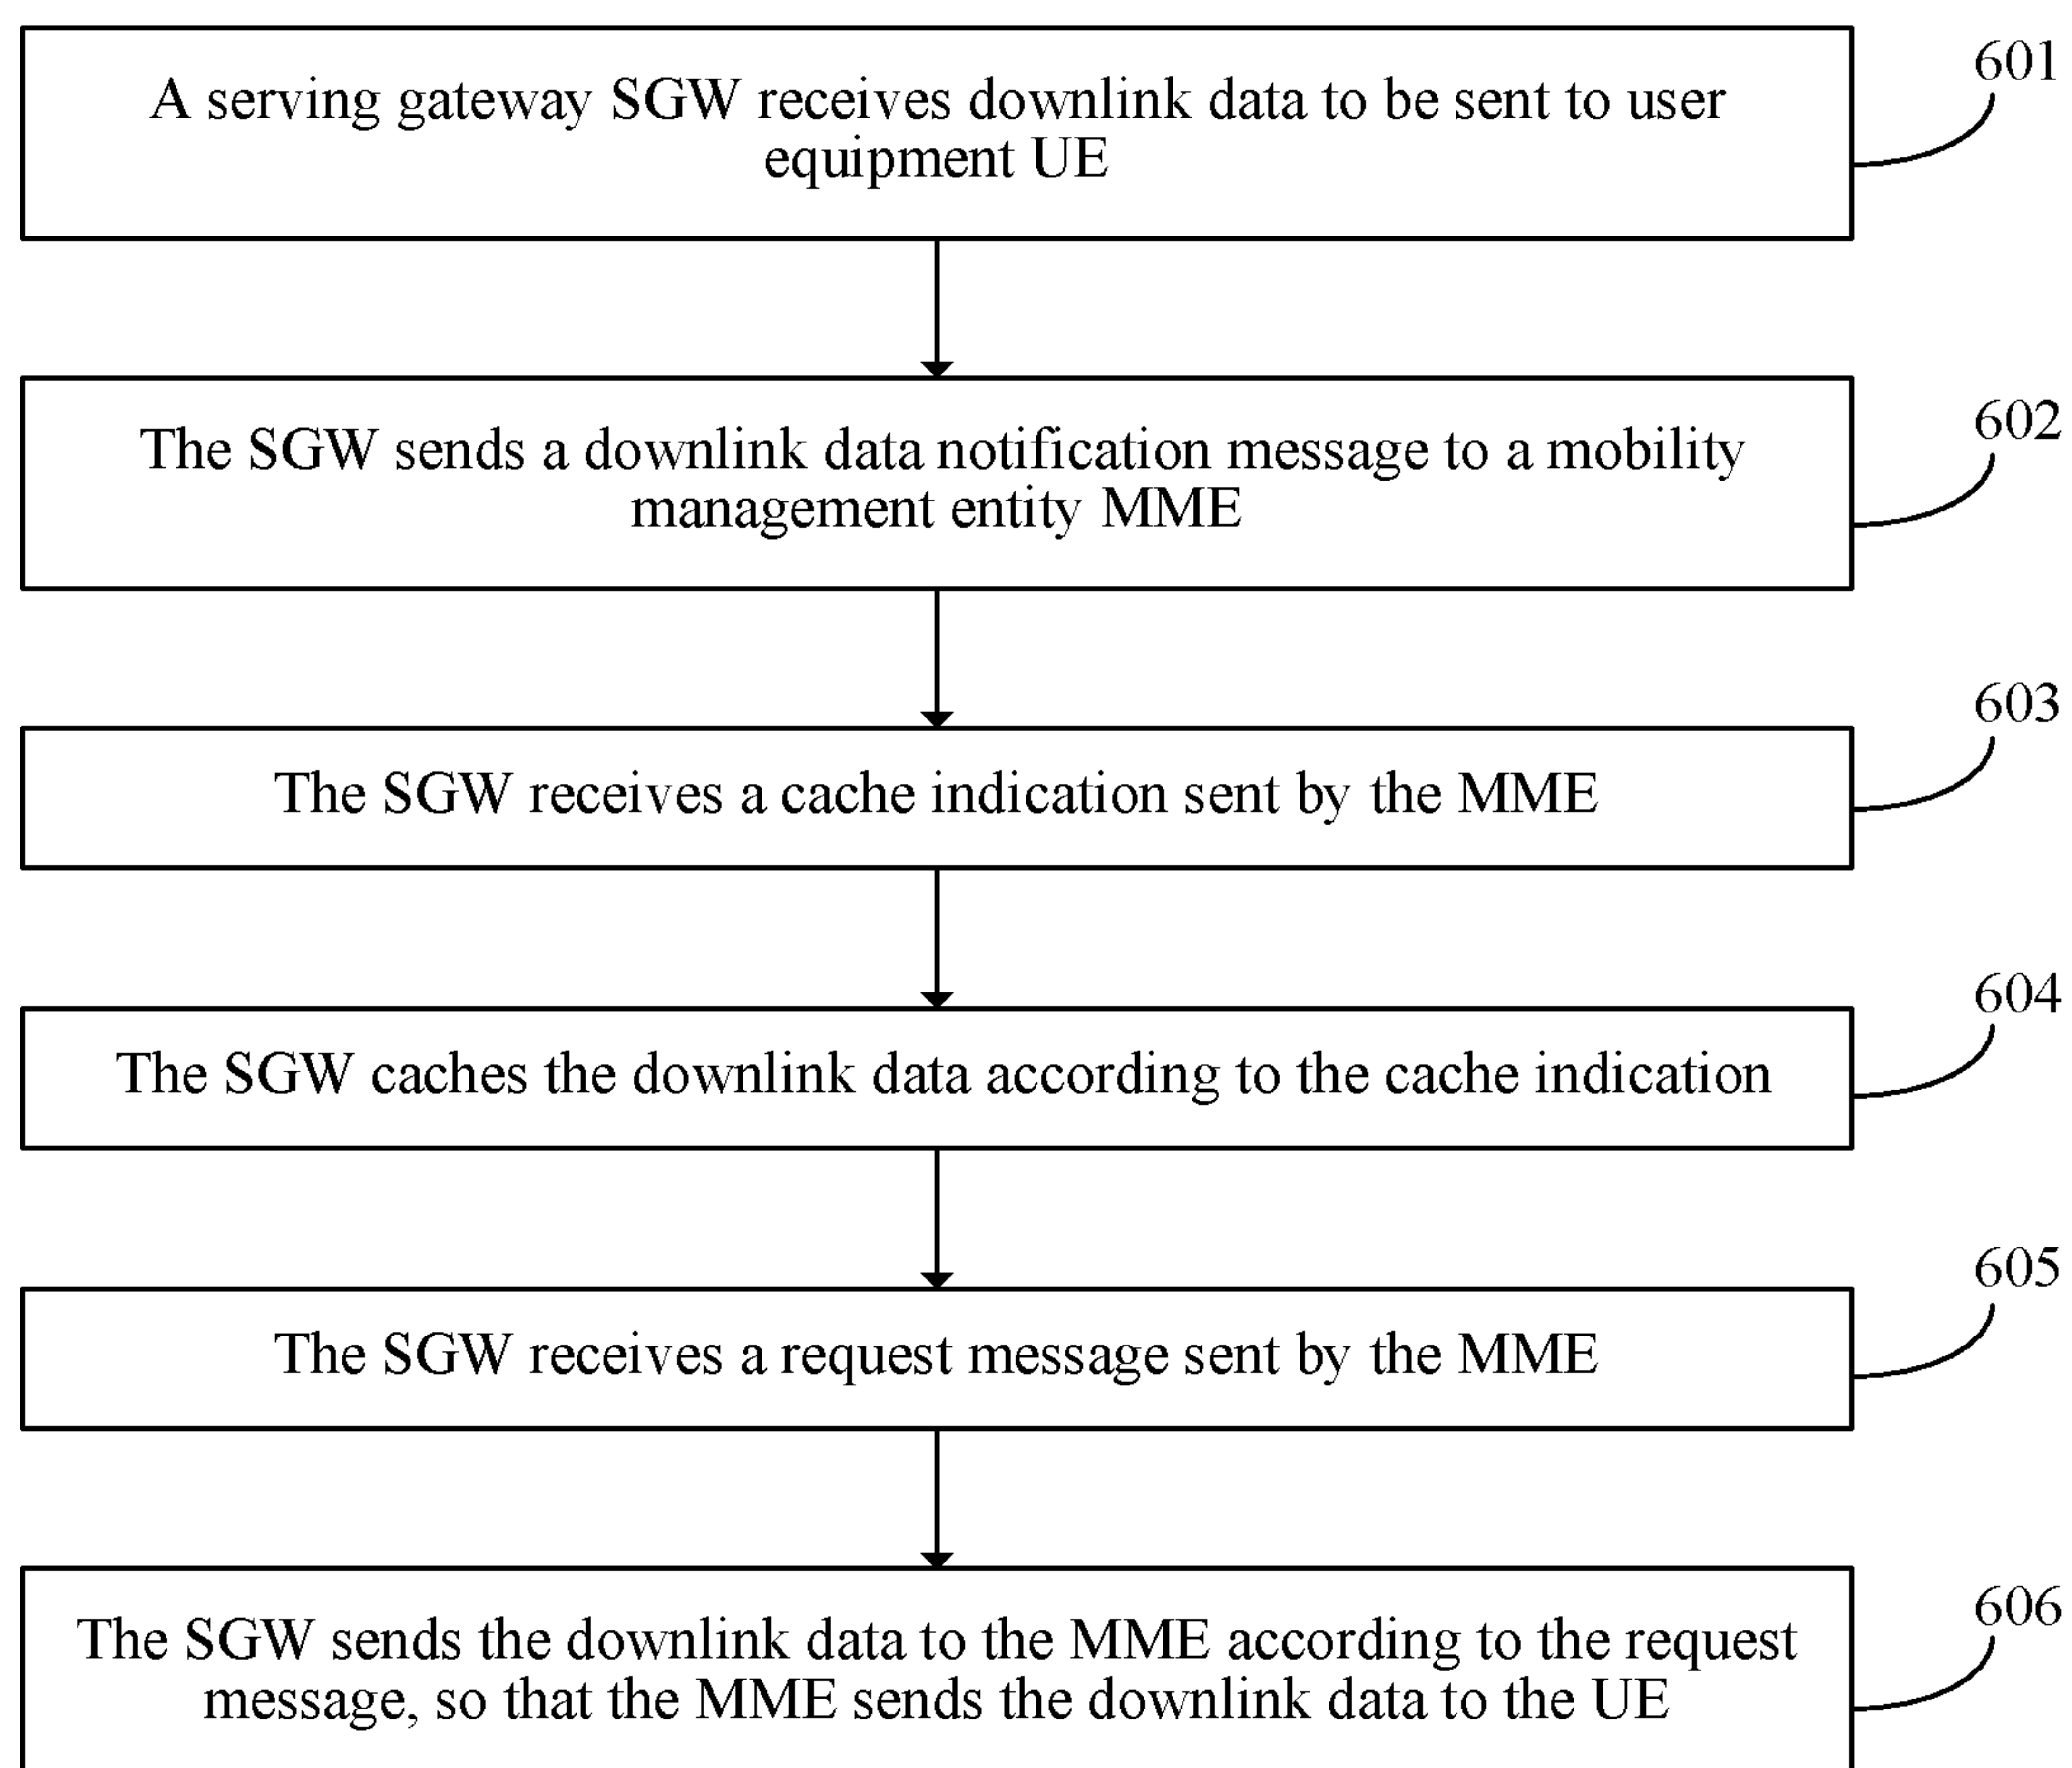 A serving gateway SGW receives downlink data to be sent to user
equipment UE
601
The SGW sends a downlink data notification message to a mobility
management entity MME
602
The SGW receives a cache indication sent by the MME
603
The SGW caches the downlink data according to the cache indication
604
The SGW receives a request message sent by the MME
605
The SGW sends the downlink data to the MME according to the request
message, so that the MME sends the downlink data to the UE
606